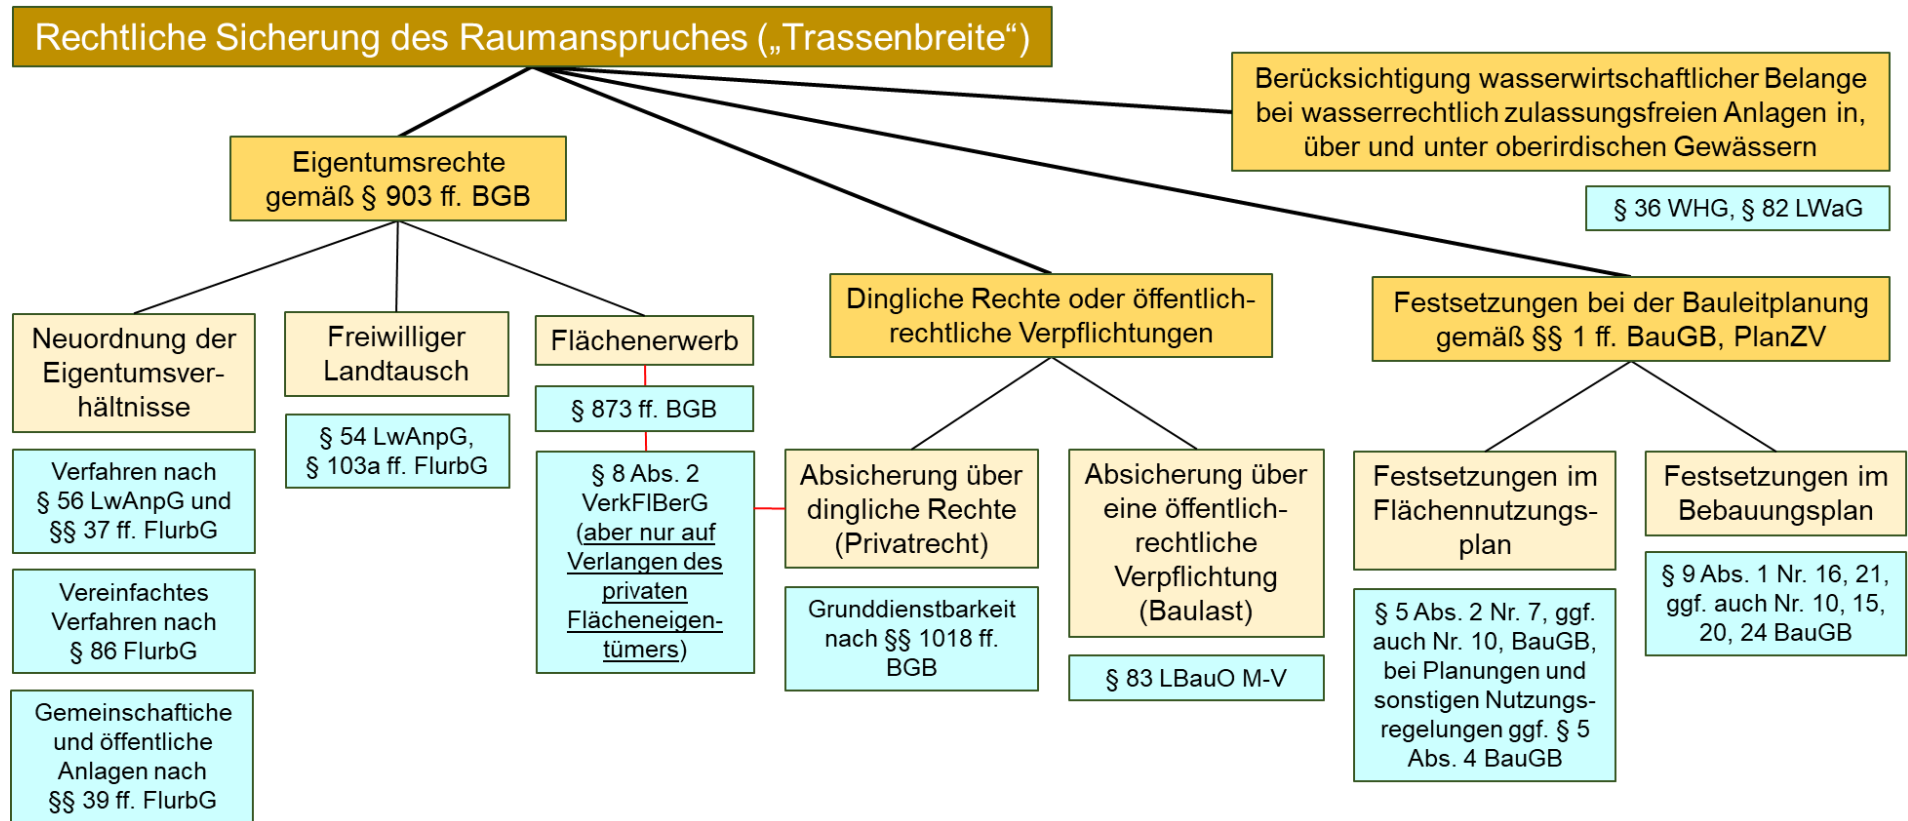 Rechtliche Sicherung des Raumanspruches („Trassenbreite“)
Berücksichtigung wasserwirtschaftlicher Belange
bei wasserrechtlich zulassungsfreien Anlagen in,
über und unter oberirdischen Gewässern
§ 36 WHG, § 82 LWaG
Eigentumsrechte
gemäß § 903 ff. BGB
Neuordnung der
Eigentumsver-
hältnisse
Verfahren nach
§ 56 LwAnpG und
§§ 37 ff. FlurbG
Vereinfachtes
Verfahren nach
§ 86 FlurbG
Gemeinschaftiche
und öffentliche
Anlagen nach
§§ 39 ff. FlurbG
Freiwilliger
Landtausch
§ 54 LwAnpG,
§ 103a ff. FlurbG
Flächenerwerb
§ 873 ff. BGB
§ 8 Abs. 2
VerkFlBerG
(aber nur auf
Verlangen des
privaten
Flächeneigen-
tümers)
Dingliche Rechte oder öffentlich-
rechtliche Verpflichtungen
Absicherung über
dingliche Rechte
(Privatrecht)
Grunddienstbarkeit
nach §§ 1018 ff.
BGB
Absicherung über
eine öffentlich-
rechtliche
Verpflichtung
(Baulast)
§ 83 LBauO M-V
Festsetzungen bei der Bauleitplanung
gemäß §§ 1 ff. BauGB, PlanZV
Festsetzungen im
Flächennutzungs-
plan
§ 5 Abs. 2 Nr. 7, ggf.
auch Nr. 10, BauGB,
bei Planungen und
sonstigen Nutzungs-
regelungen ggf. § 5
Abs. 4 BauGB
Festsetzungen im
Bebauungsplan
§ 9 Abs. 1 Nr. 16, 21,
ggf. auch Nr. 10, 15,
20, 24 BauGB